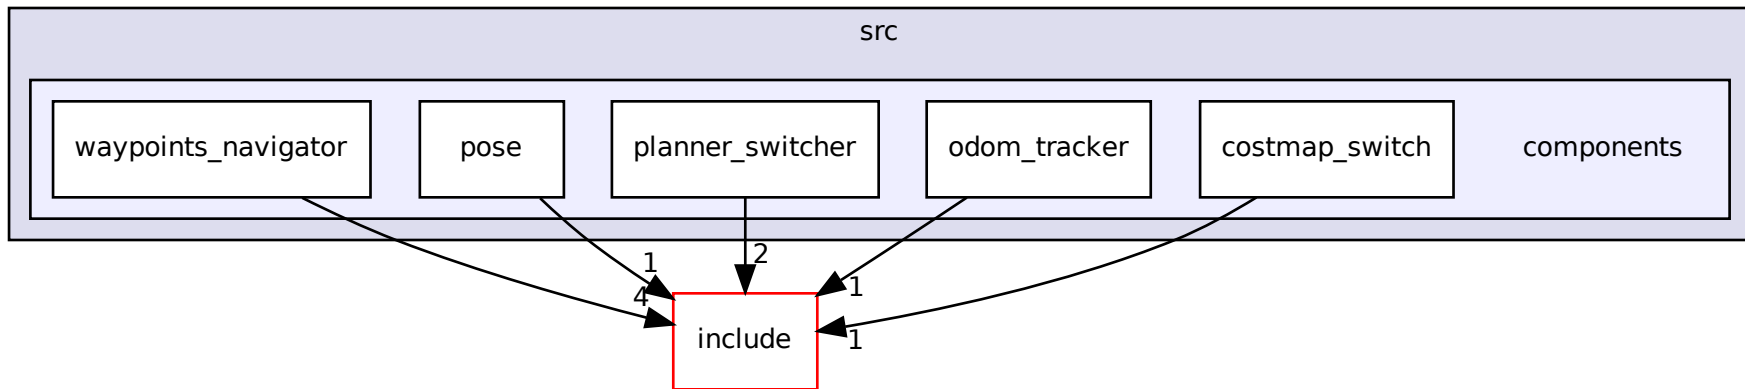 src
waypoints_navigator
pose
planner_switcher
odom_tracker
costmap_switch
components
1
2
4
1
1
include